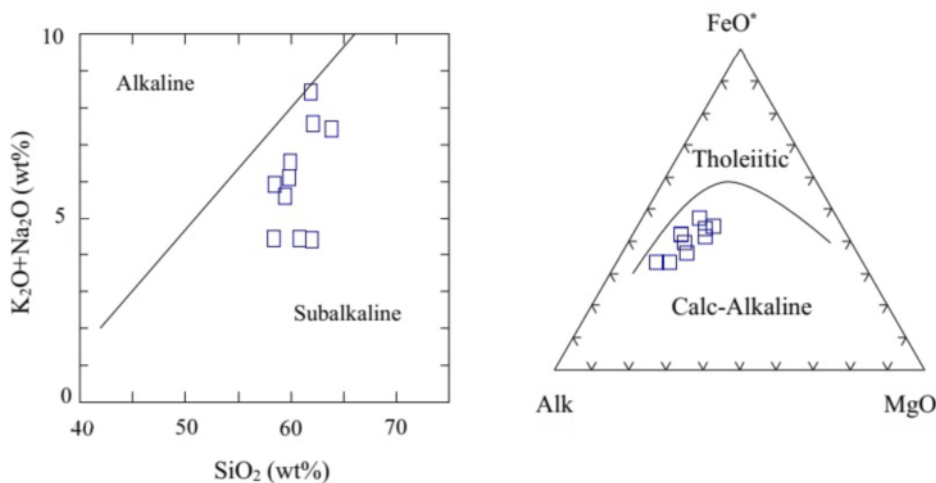 10
Alkaline
K₂O+Na₂O (wt%)
5
Subalkaline
0
40 50 60 70
SiO₂ (wt%)
FeO*
Tholeiitic
Calc-Alkaline
Alk MgO